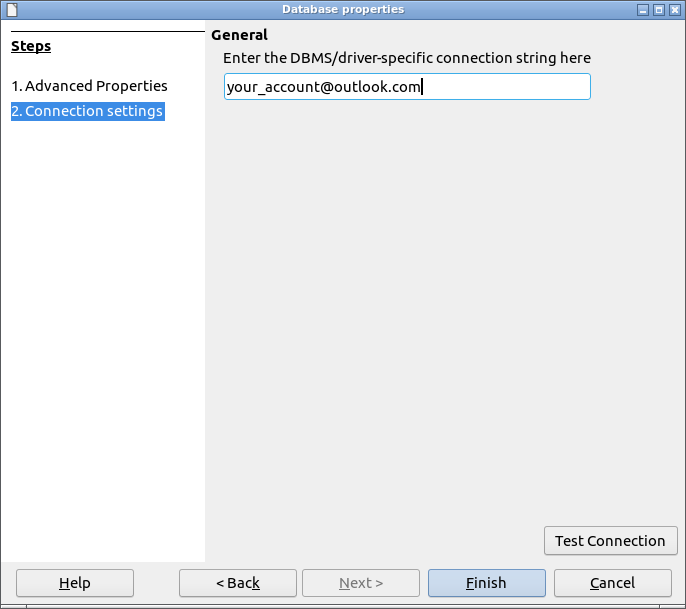 Database properties
Steps
1. Advanced Properties
2. Connection settings
General
Enter the DBMS/driver-specific connection string here
your_account@outlook.com
Test Connection
Help
< Back
Next >
Finish
Cancel